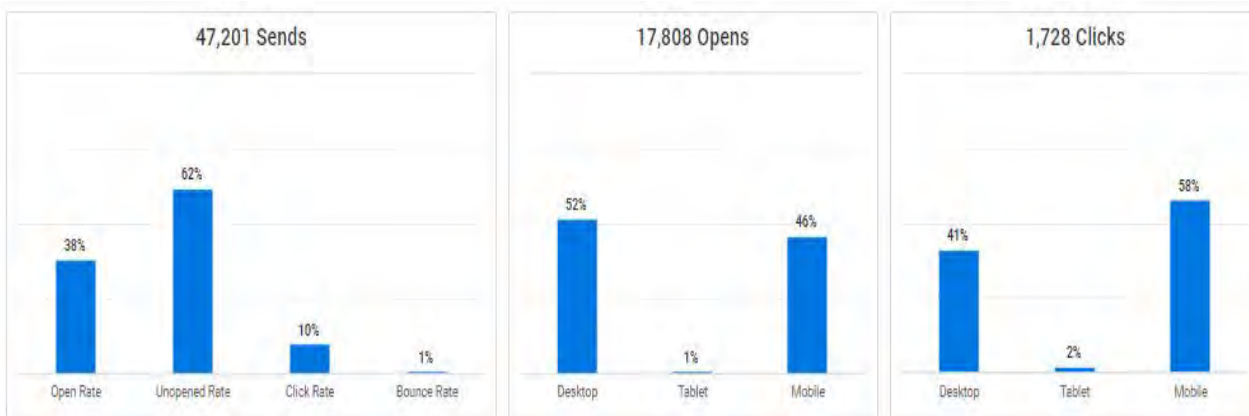 47,201 Sends
62%
38%
10%
1%
Open Rate Unopened Rate Click Rate Bounce Rate
17,808 Opens
52%
46%
1%
Desktop Tablet Mobile
1,728 Clicks
58%
41%
2%
Desktop Tablet Mobile